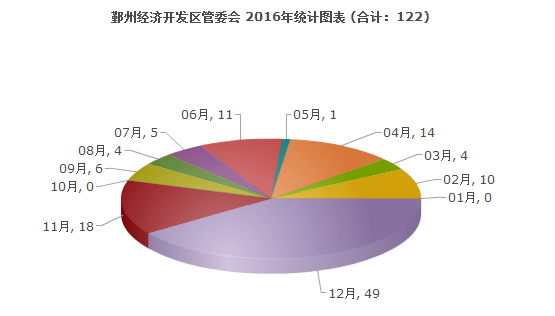 鄞州经济开发区管委会 2016年统计图表 (合计：122)
06月, 11
05月, 1
07月, 5
04月, 14
08月, 4
03月, 4
09月, 6
02月, 10
10月, 0
01月, 0
11月, 18
12月, 49